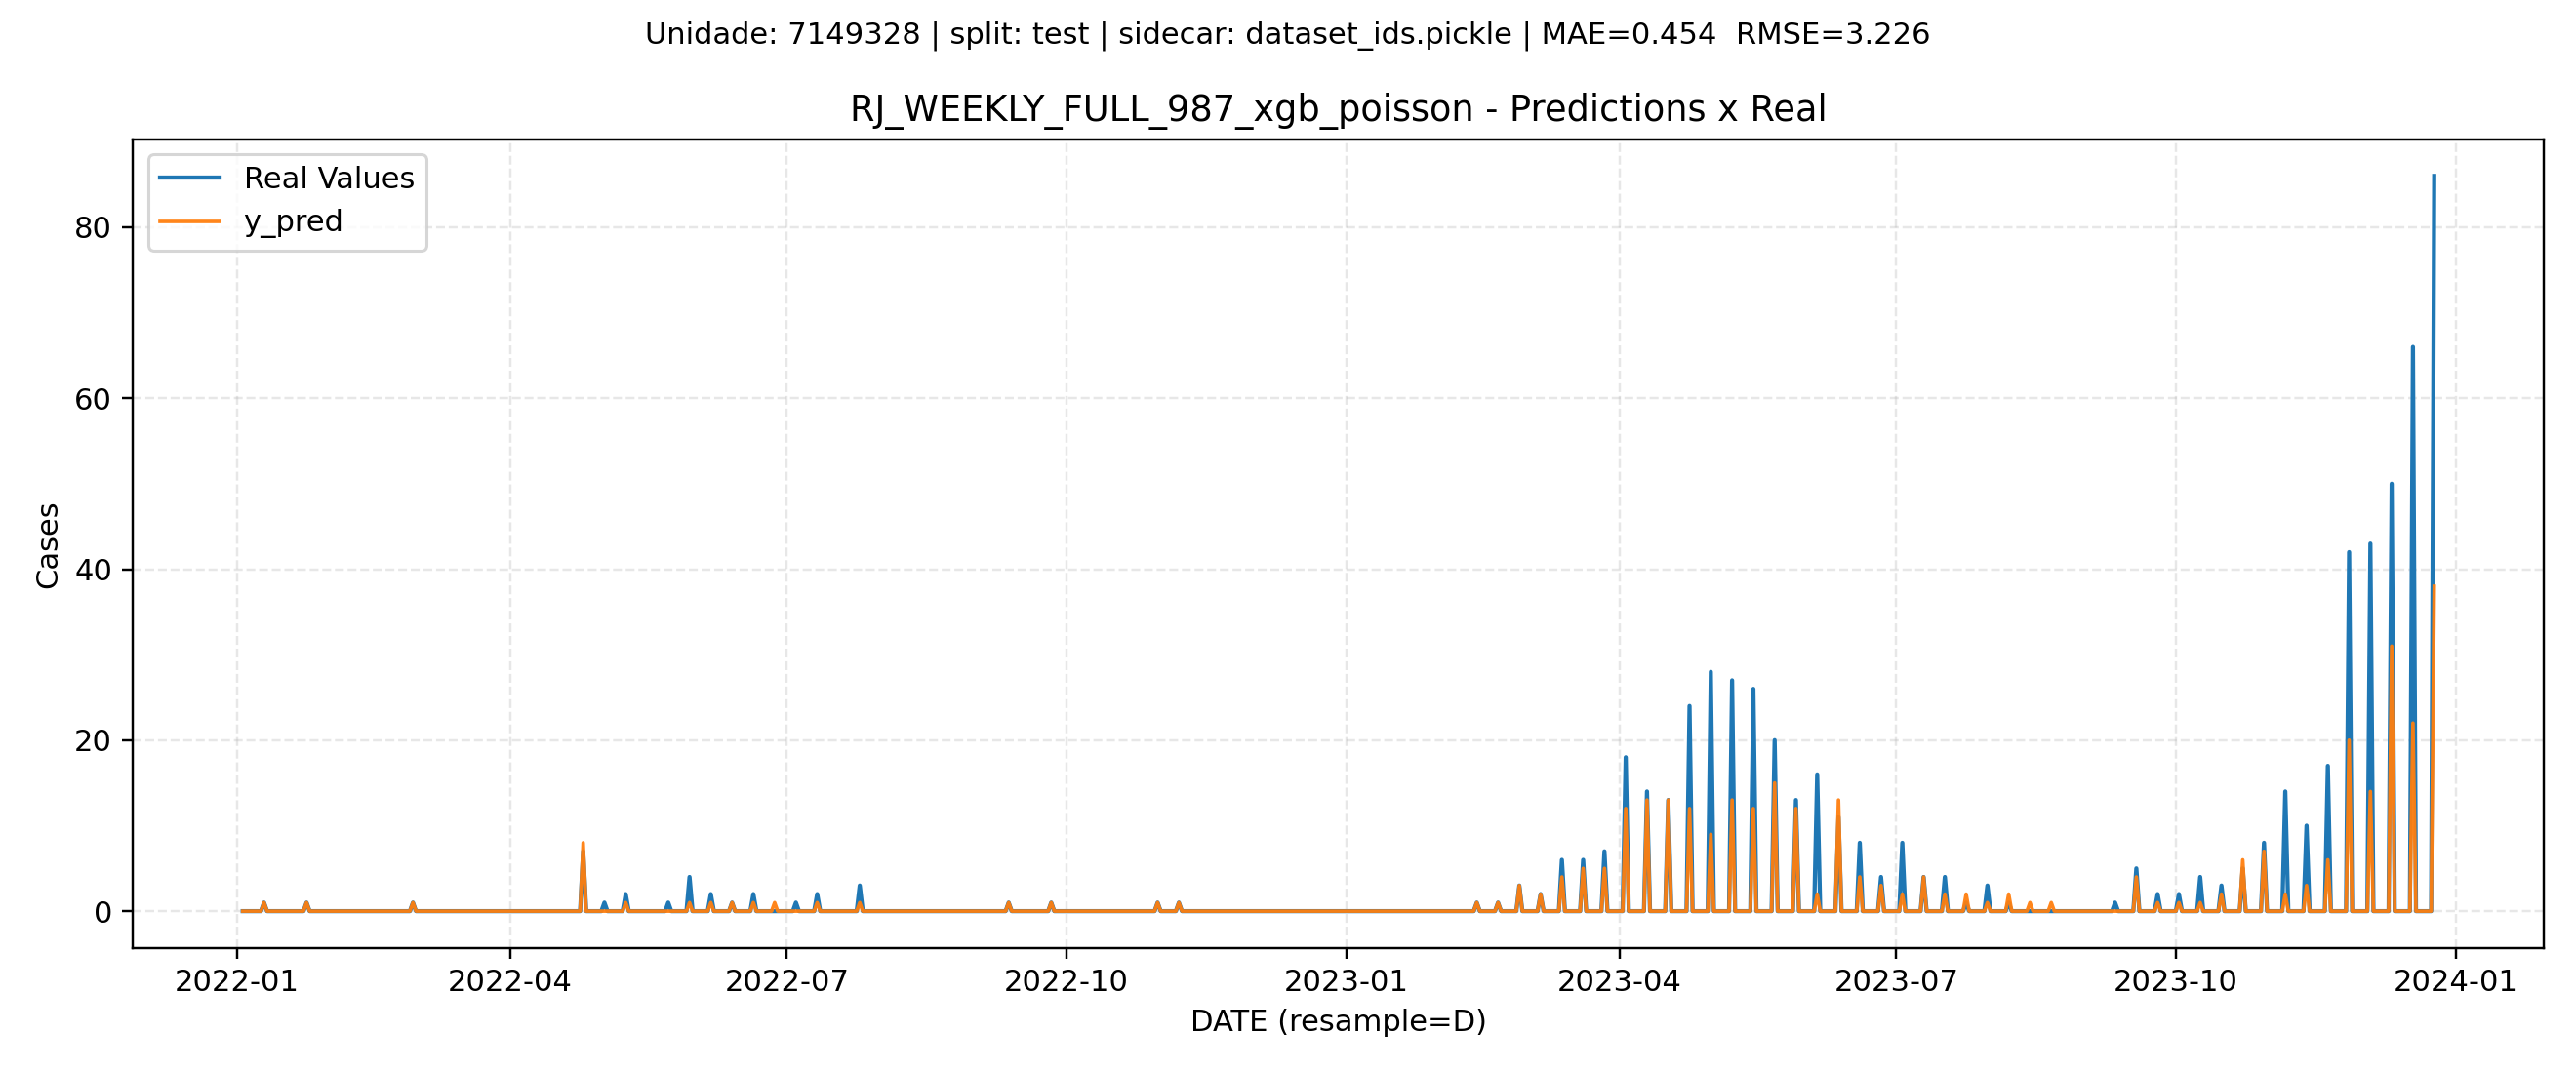 Unidade: 7149328 | split: test | sidecar: dataset_ids.pickle | MAE=0.454  RMSE=3.226
RJ_WEEKLY_FULL_987_xgb_poisson - Predictions x Real
Real Values
y_pred
80
60
40
20
0
Cases
2022-01
2022-04
2022-07
2022-10
2023-01
2023-04
2023-07
2023-10
2024-01
DATE (resample=D)